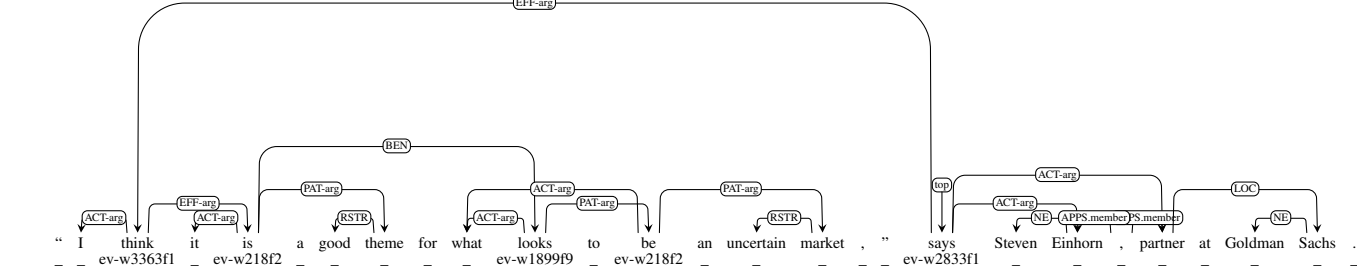 EFF-arg
BEN
ACT-arg
PAT-arg ACT-arg PAT-arg top LOC
EFF-arg PAT-arg ACT-arg
ACT-arg ACT-arg RSTR ACT-arg RSTR NE APPS.member PS.member NE
“ I think it is a good theme for what looks to be an uncertain market , ” says Steven Einhorn , partner at Goldman Sachs .
_ _ ev-w3363f1 _ ev-w218f2 _ _ _ _ _ ev-w1899f9 _ ev-w218f2 _ _ _ _ _ ev-w2833f1 _ _ _ _ _ _ _ _